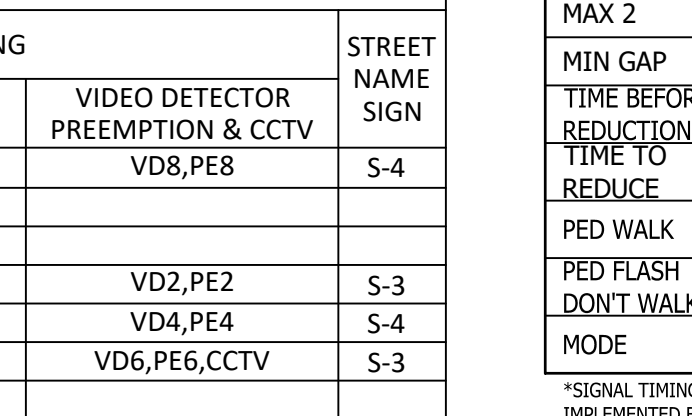 NG
STREET
NAME
SIGN
VIDEO DETECTOR
PREEMPTION & CCTV
VD8,PE8 S-4
VD2,PE2 S-3
VD4,PE4 S-4
VD6,PE6,CCTV S-3
MAX 2
MIN GAP
TIME BEFOR
REDUCTION
TIME TO
REDUCE
PED WALK
PED FLASH
DON'T WALK
MODE
*SIGNAL TIMING
IMPLEMENTED